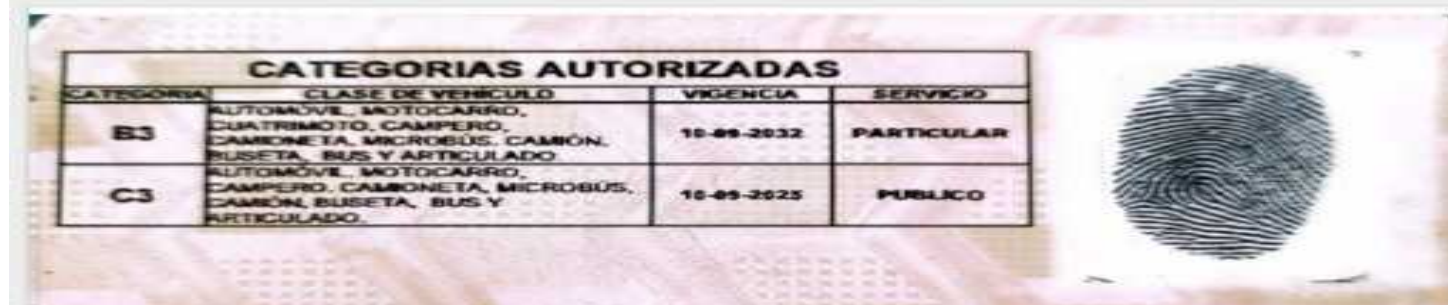 CATEGORIAS AUTORIZADAS
CATEGORIA CLASE DE VEHICULO VIGENCIA SERVICIO
B3
AUTOMÓVIL, MOTOCARRO,
CUATRIMOTO, CAMPERO,
CAMIONETA, MICROBÚS, CAMIÓN,
BUSETA, BUS Y ARTICULADO
10-09-2032
PARTICULAR
C3
AUTOMÓVIL, MOTOCARRO,
CAMPERO, CAMIONETA, MICROBÚS,
CAMIÓN, BUSETA, BUS Y
ARTICULADO.
10-09-2025
PUBLICO